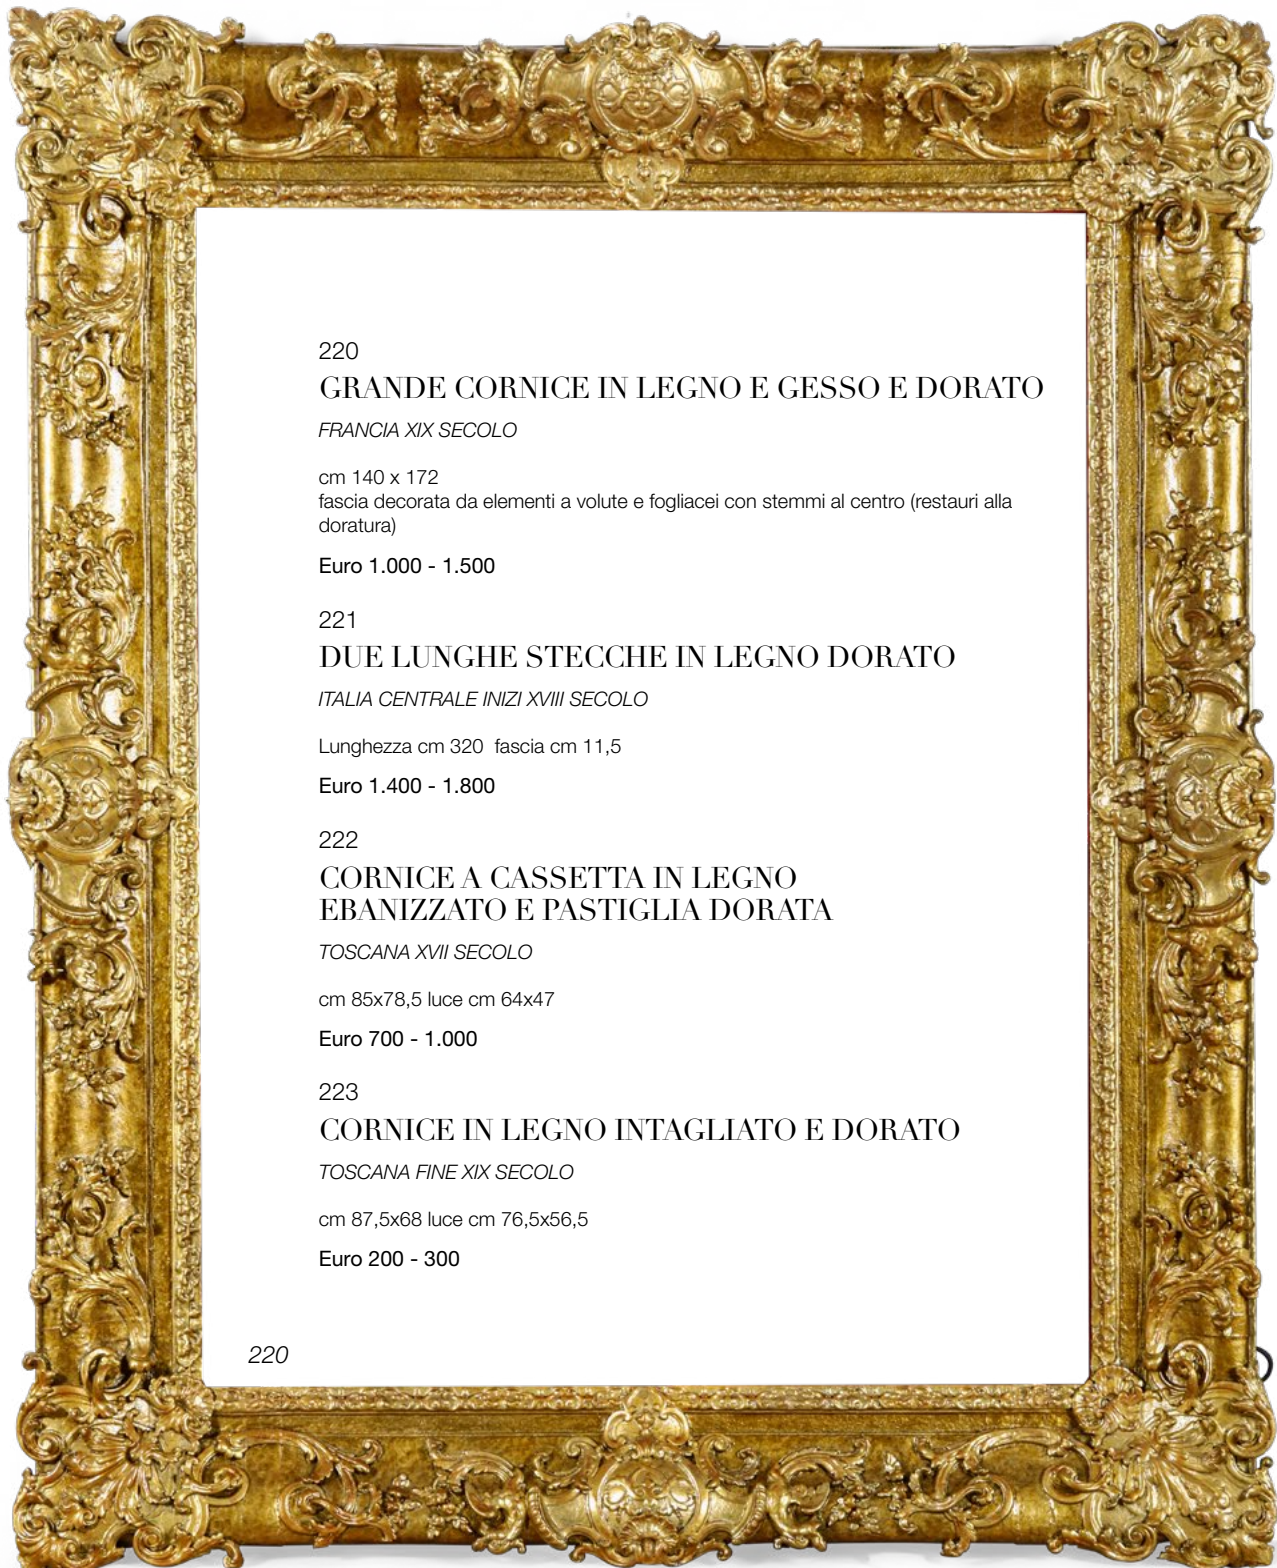 220
GRANDE CORNICE IN LEGNO E GESSO E DORATO
FRANCIA XIX SECOLO
cm 140 x 172
fascia decorata da elementi a volute e fogliacei con stemmi al centro (restauri alla
doratura)
Euro 1.000 - 1.500
221
DUE LUNGHE STECCHE IN LEGNO DORATO
ITALIA CENTRALE INIZI XVIII SECOLO
Lunghezza cm 320  fascia cm 11,5
Euro 1.400 - 1.800
222
CORNICE A CASSETTA IN LEGNO
EBANIZZATO E PASTIGLIA DORATA
TOSCANA XVII SECOLO
cm 85x78,5 luce cm 64x47
Euro 700 - 1.000
223
CORNICE IN LEGNO INTAGLIATO E DORATO
TOSCANA FINE XIX SECOLO
cm 87,5x68 luce cm 76,5x56,5
Euro 200 - 300
220